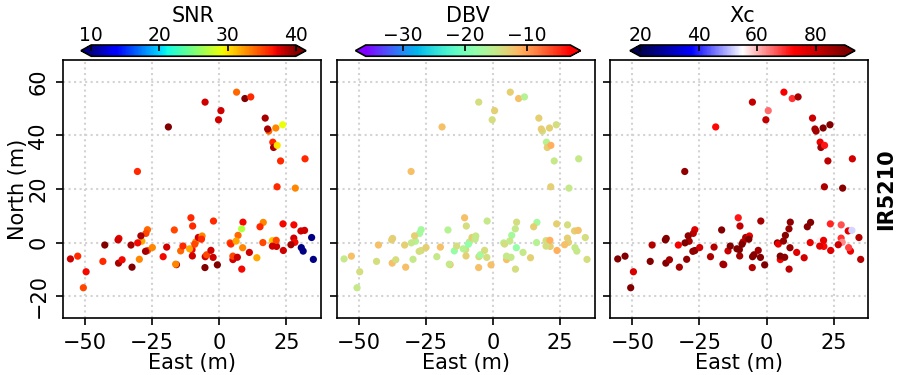 SNR DBV Xc
10 20 30 40 −30 −20 −10 20 40 60 80
60
40
20
0
−20
North (m)
IR5210
−50 −25 0 25 −50 −25 0 25 −50 −25 0 25
East (m) East (m) East (m)